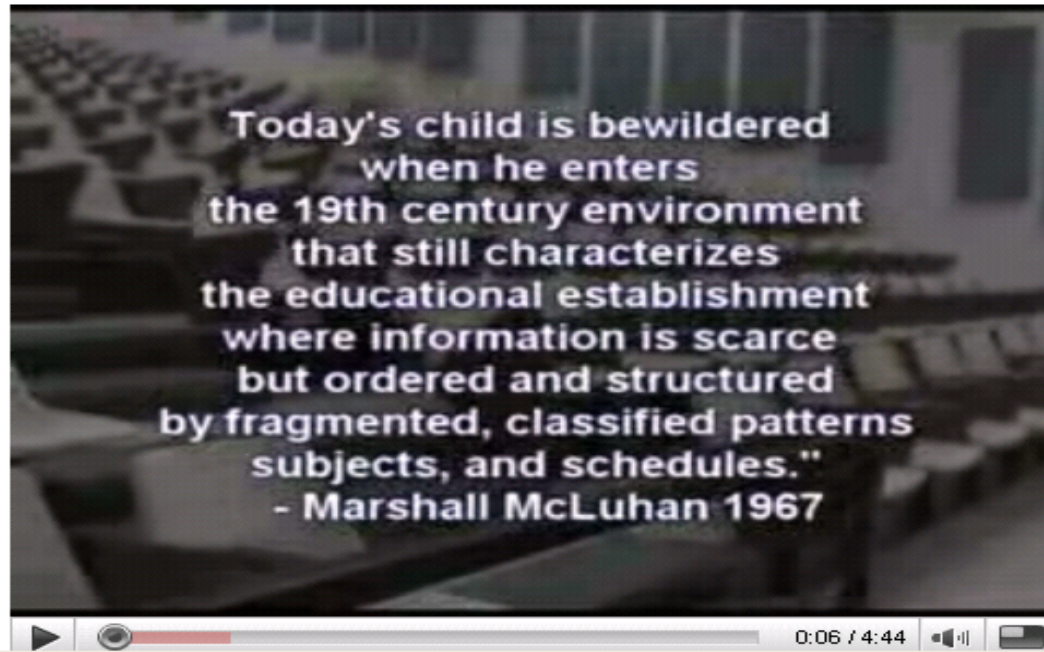 Today's child is bewildered
when he enters
the 19th century environment
that still characterizes
the educational establishment
where information is scarce
but ordered and structured
by fragmented, classified patterns
subjects, and schedules."
- Marshall McLuhan 1967
0:06 / 4:44